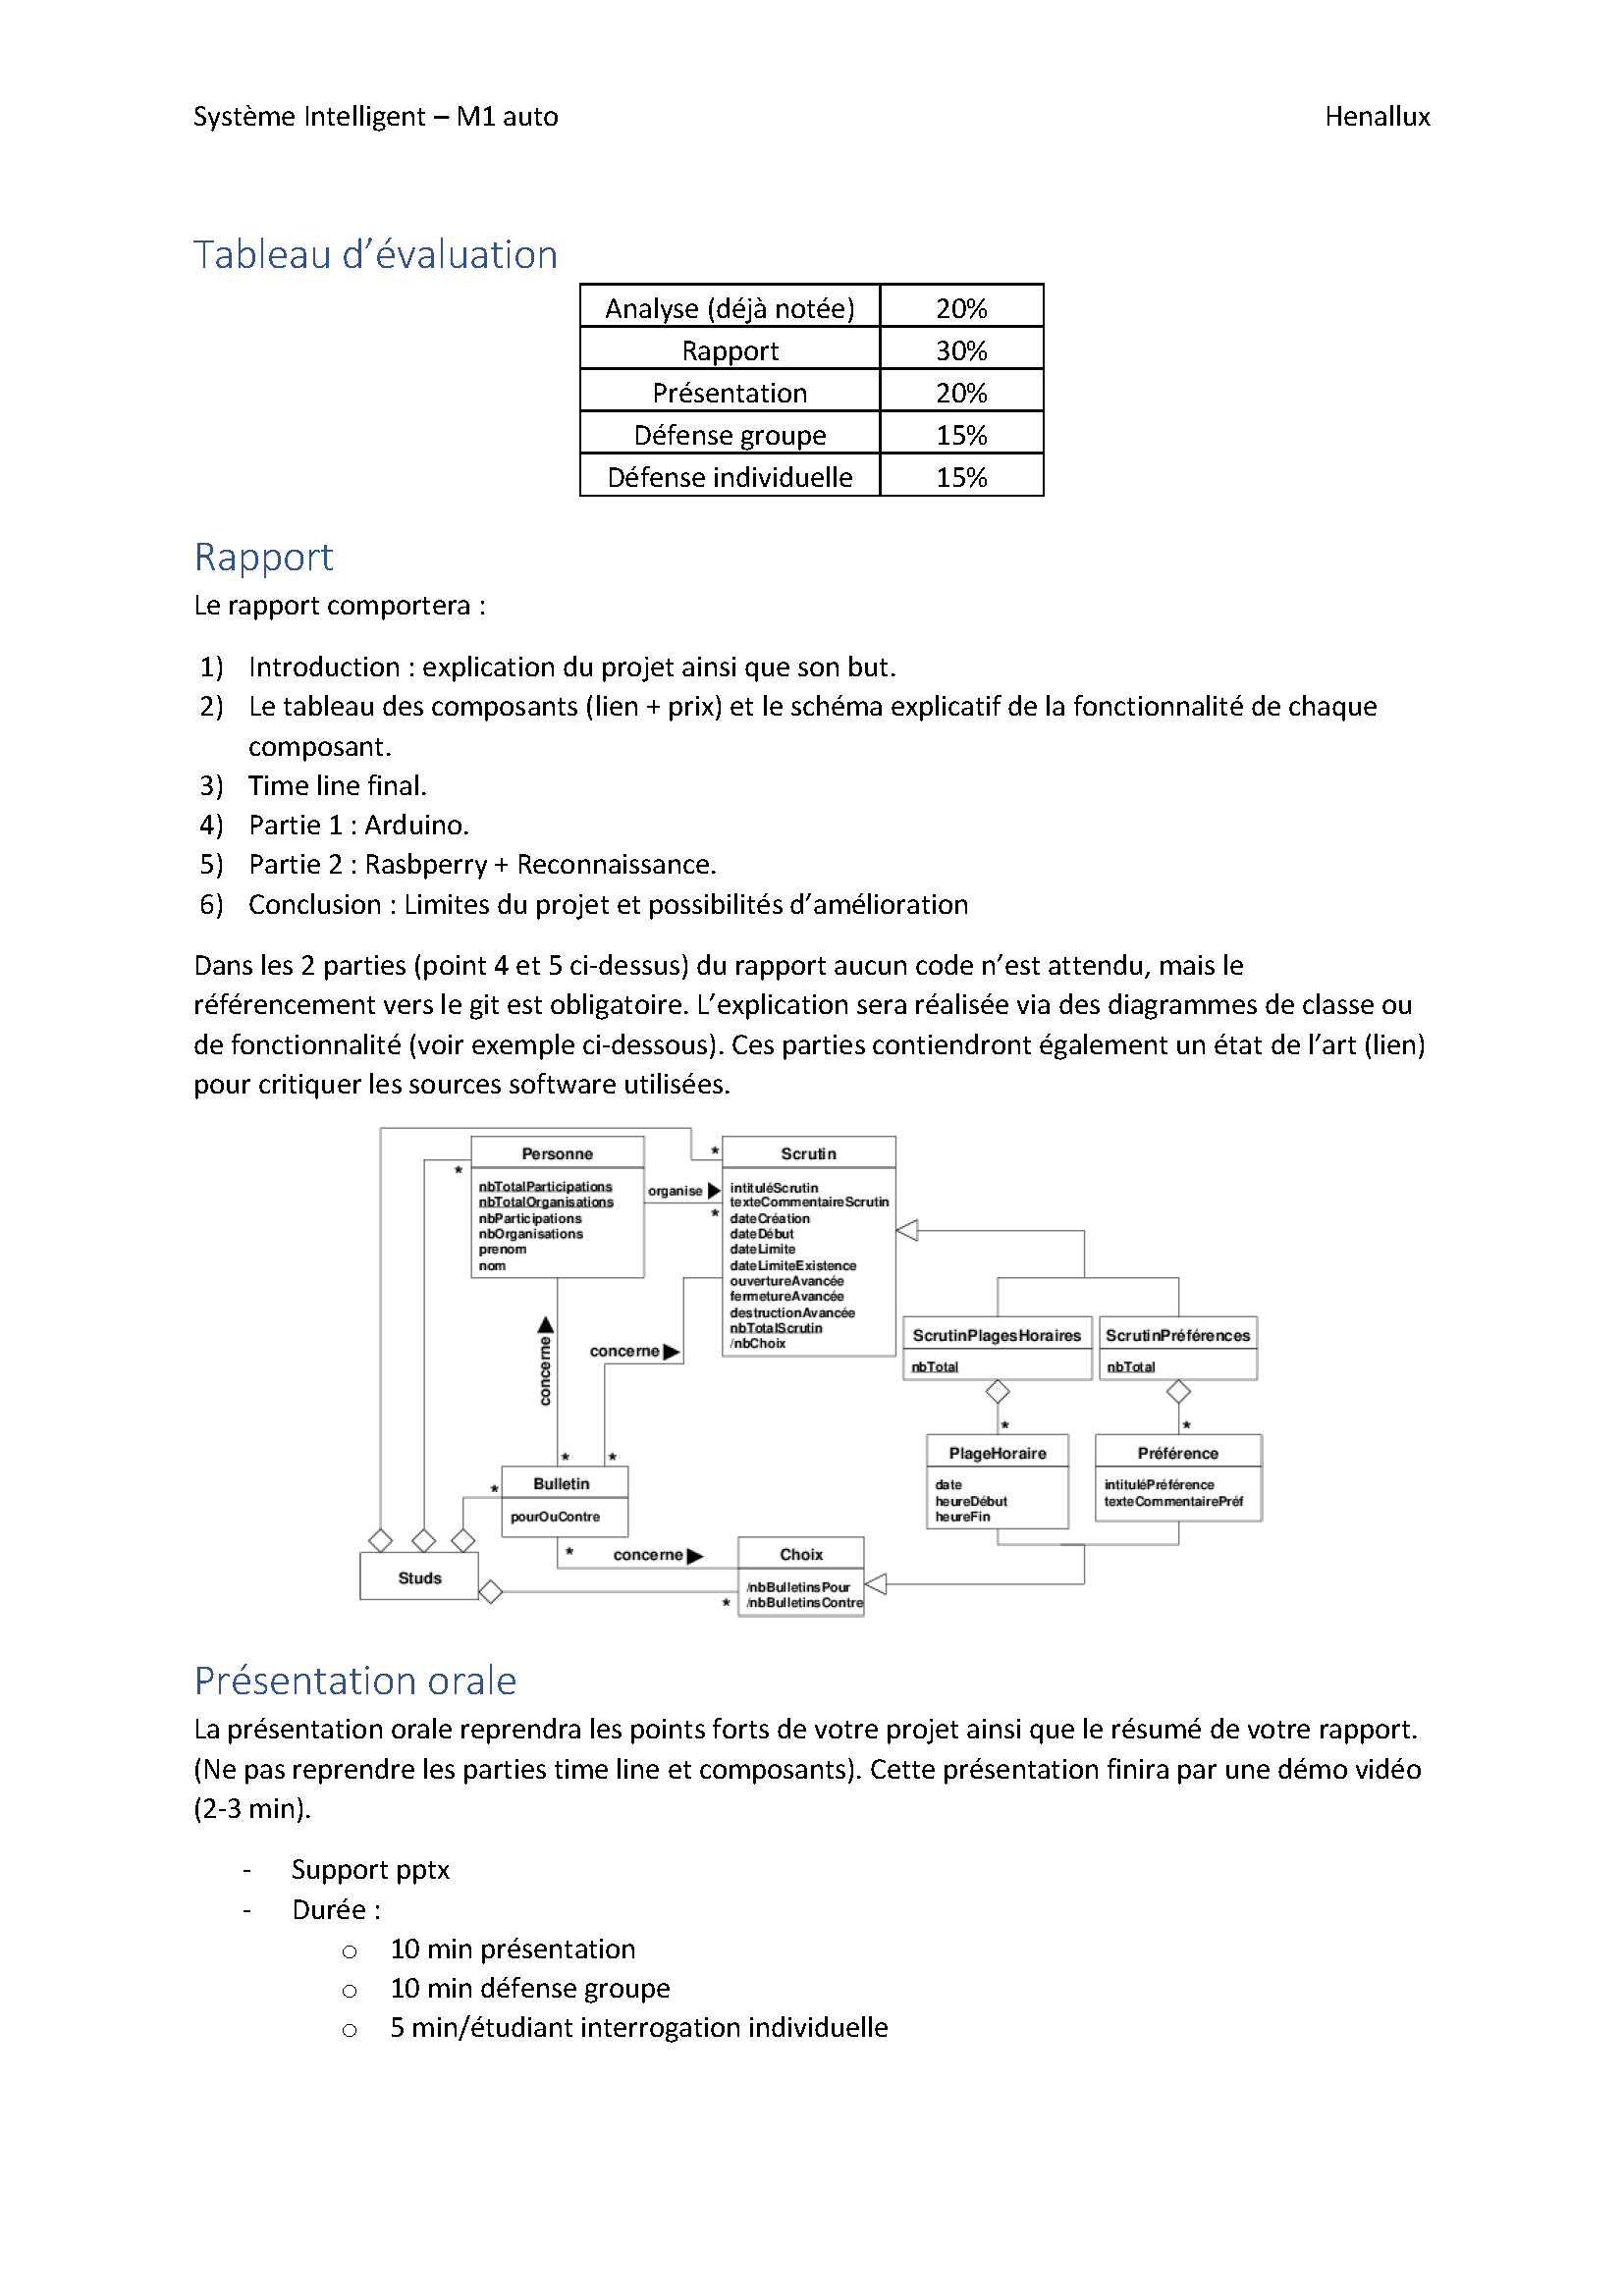 Système Intelligent – M1 auto Henallux
Tableau d’évaluation
Analyse (déjà notée) 20%
Rapport 30%
Présentation 20%
Défense groupe 15%
Défense individuelle 15%
Rapport
Le rapport comportera :
1) Introduction : explication du projet ainsi que son but.
2) Le tableau des composants (lien + prix) et le schéma explicatif de la fonctionnalité de chaque
composant.
3) Time line final.
4) Partie 1 : Arduino.
5) Partie 2 : Rasbperry + Reconnaissance.
6) Conclusion : Limites du projet et possibilités d’amélioration
Dans les 2 parties (point 4 et 5 ci-dessus) du rapport aucun code n’est attendu, mais le
référencement vers le git est obligatoire. L’explication sera réalisée via des diagrammes de classe ou
de fonctionnalité (voir exemple ci-dessous). Ces parties contiendront également un état de l’art (lien)
pour critiquer les sources software utilisées.
Personne
nbTotalParticipations
nbTotalOrganisations
nbParticipations
nbOrganisations
prenom
nom
*
organise
*
*
Scrutin
intituléScrutin
texteCommentaireScrutin
dateCréation
dateDébut
dateLimite
dateLimiteExistence
ouvertureAvancée
fermetureAvancée
destructionAvancée
nbTotalScrutin
/nbChoix
ScrutinPlagesHoraires
nbTotal
ScrutinPréférences
nbTotal
concerne
concerne
*
*
*
*
PlageHoraire
date
heureDébut
heureFin
Préférence
intituléPréférence
texteCommentairePréf
*
Bulletin
pourOuContre
*
concerne
Choix
/nbBulletinsPour
/nbBulletinsContre
Studs
*
Présentation orale
La présentation orale reprendra les points forts de votre projet ainsi que le résumé de votre rapport.
(Ne pas reprendre les parties time line et composants). Cette présentation finira par une démo vidéo
(2-3 min).
- Support pptx
- Durée :
o 10 min présentation
o 10 min défense groupe
o 5 min/étudiant interrogation individuelle